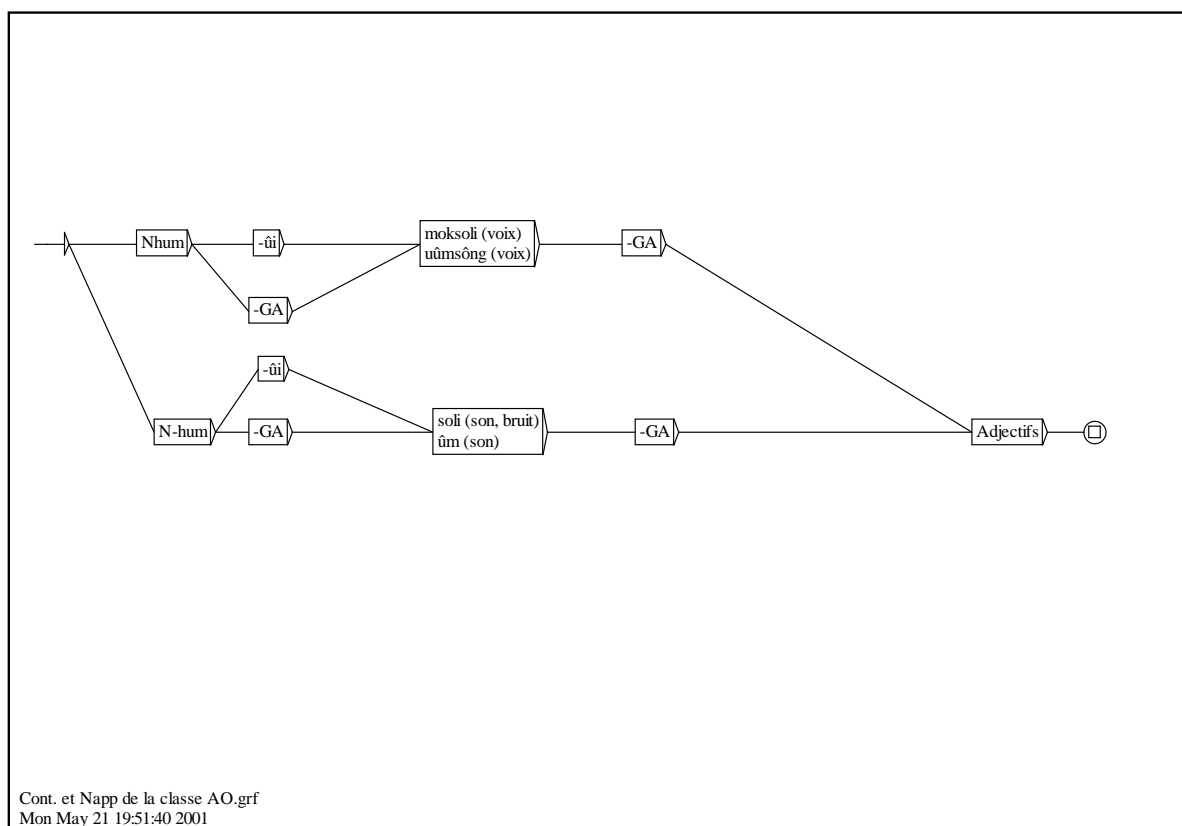 Nhum
-ûi
moksoli (voix)
uûmsông (voix)
-GA
-GA
-ûi
N-hum
-GA
soli (son, bruit)
ûm (son)
-GA
Adjectifs
Cont. et Napp de la classe AO.grf
Mon May 21 19:51:40 2001